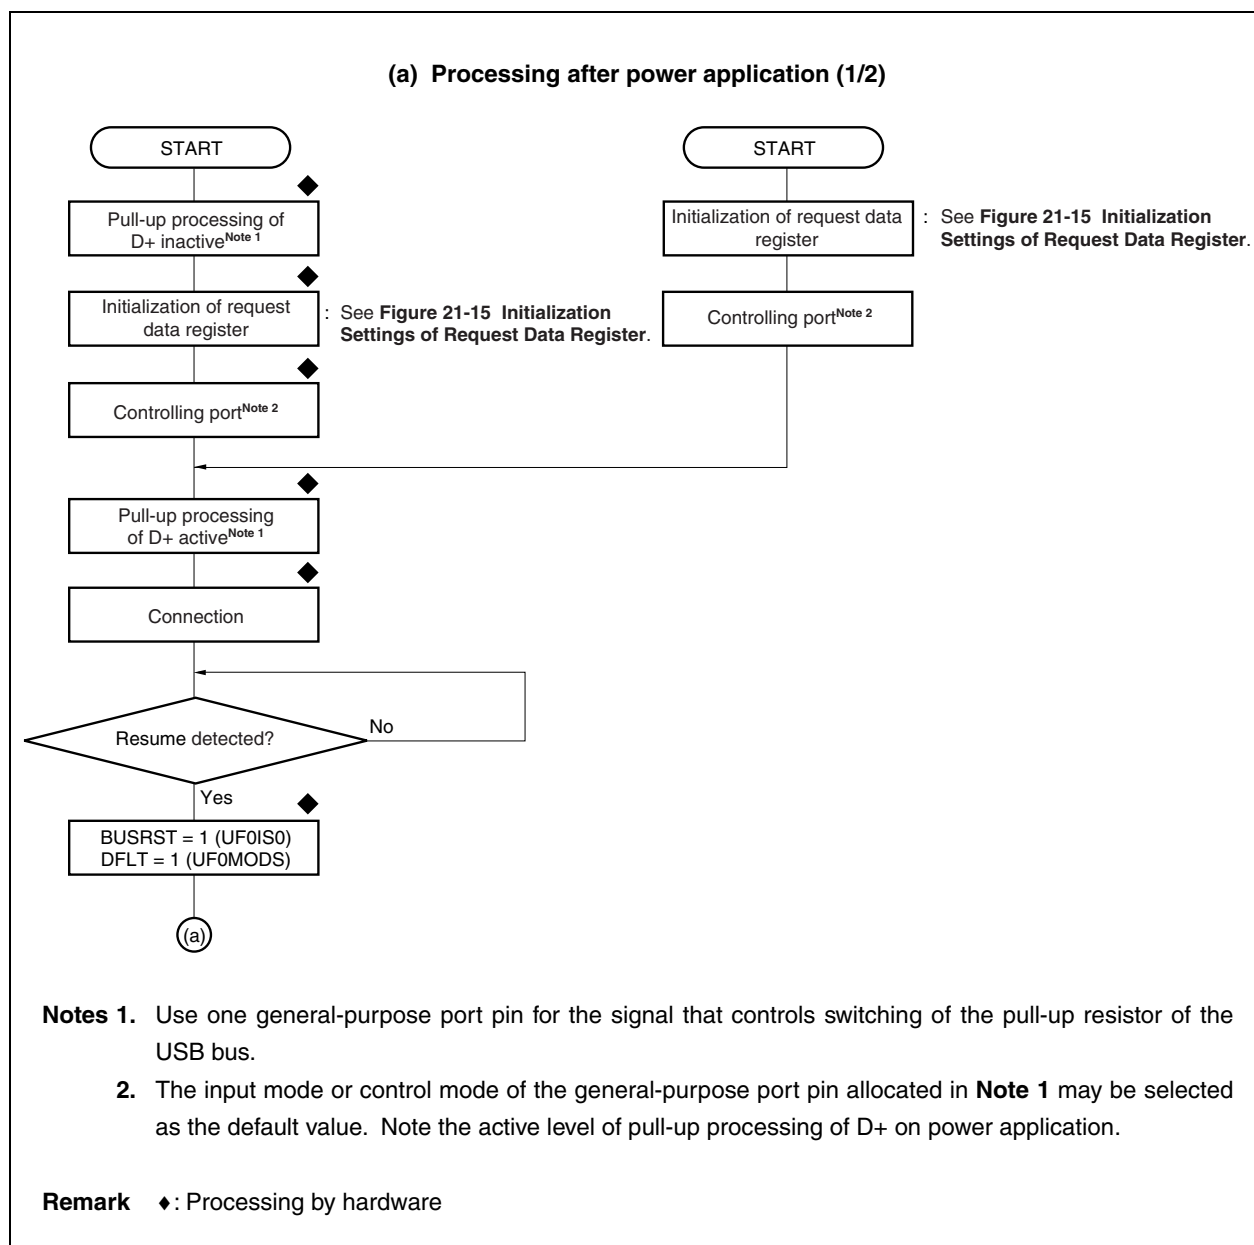 (a) Processing after power application (1/2)
START
Pull-up processing of
D+ inactiveNote 1
Initialization of request
data register
: See Figure 21-15 Initialization
Settings of Request Data Register.
Controlling portNote 2
START
Initialization of request data
register
: See Figure 21-15 Initialization
Settings of Request Data Register.
Controlling portNote 2
Pull-up processing
of D+ activeNote 1
Connection
Resume detected?
No
Yes
BUSRST = 1 (UF0IS0)
DFLT = 1 (UF0MODS)
(a)
Notes 1. Use one general-purpose port pin for the signal that controls switching of the pull-up resistor of the
USB bus.
2. The input mode or control mode of the general-purpose port pin allocated in Note 1 may be selected
as the default value. Note the active level of pull-up processing of D+ on power application.
Remark ♦: Processing by hardware